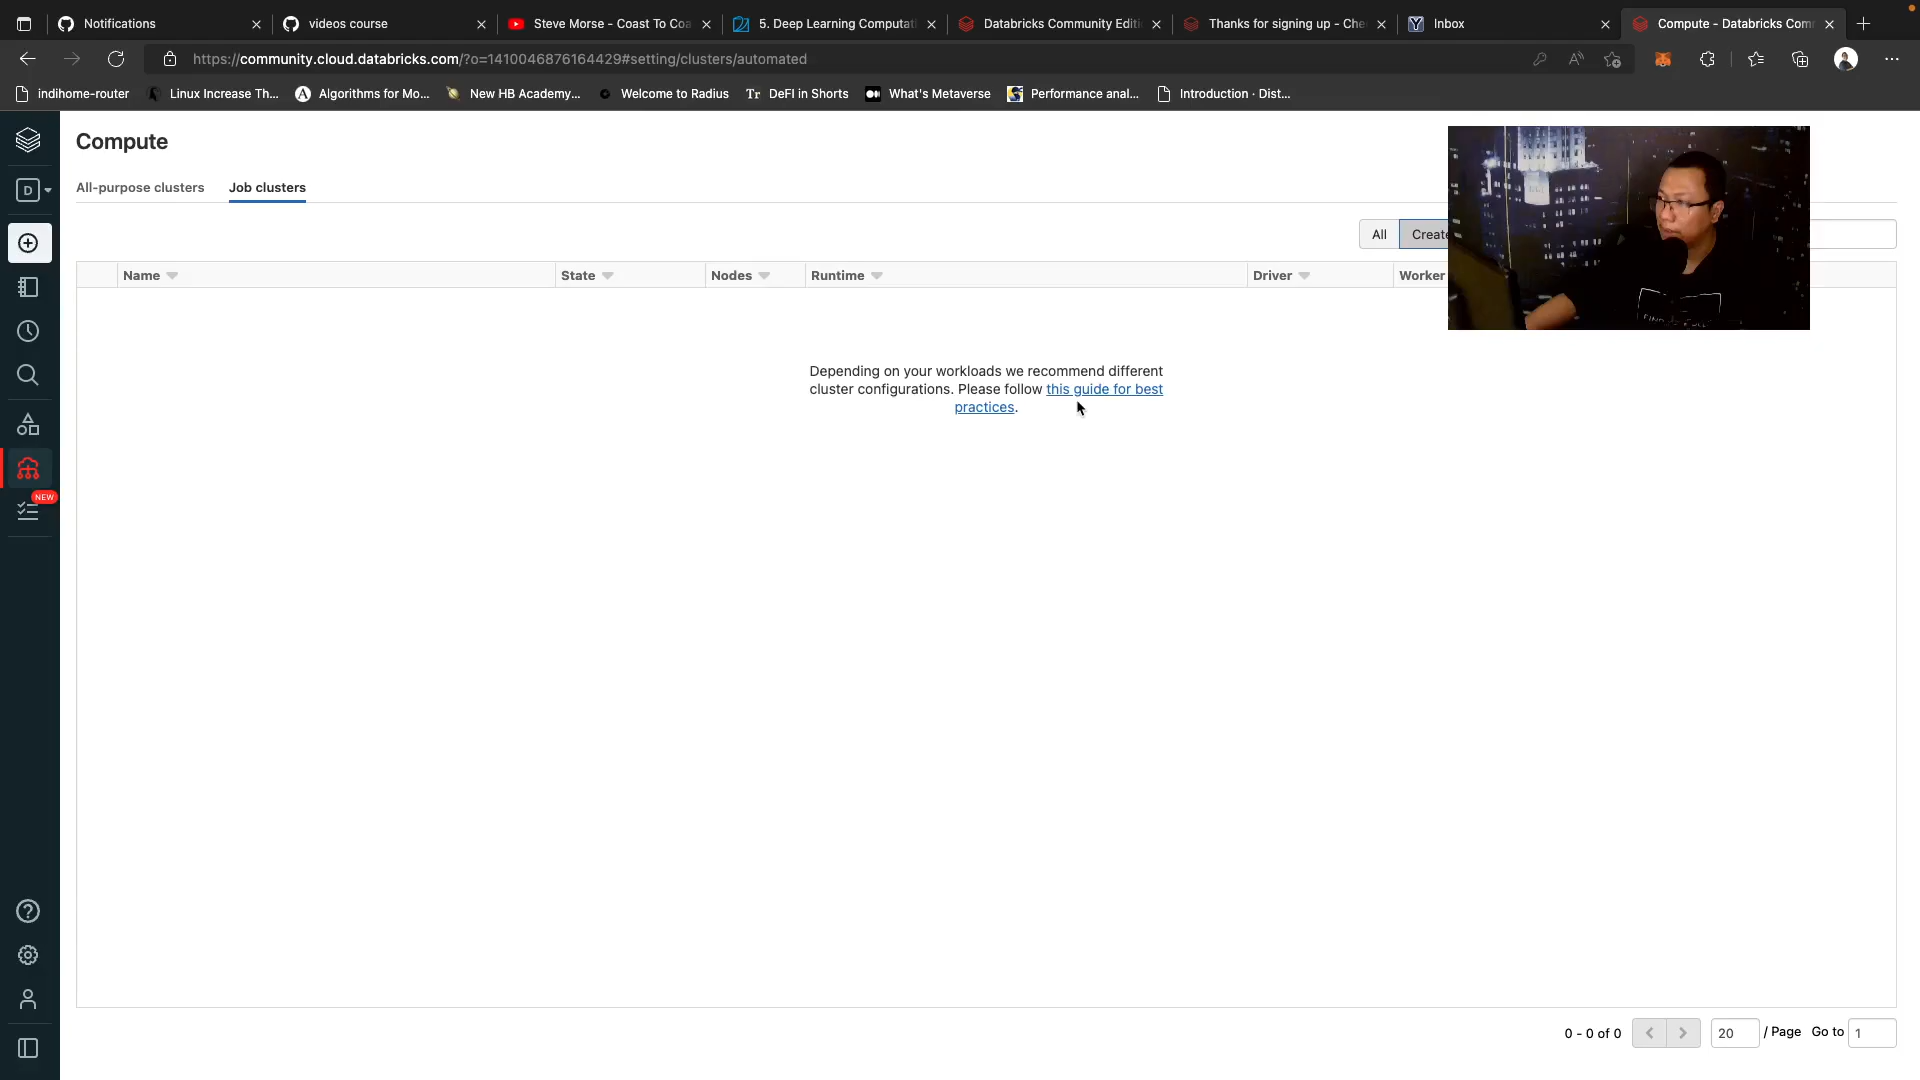 Notifications
videos course
Steve Morse - Coast To Coa
5. Deep Learning Computat
Databricks Community Editi
Thanks for signing up - Che
Inbox
Compute - Databricks Com
https://community.cloud.databricks.com/?o=1410046876164429#setting/clusters/automated
indihome-router
Linux Increase Th...
Algorithms for Mo...
New HB Academy...
Welcome to Radius
DeFI in Shorts
What's Metaverse
Performance anal...
Introduction · Dist...
Compute
D
All-purpose clusters
Job clusters
All
Create
Name
State
Nodes
Runtime
Driver
Worker
Depending on your workloads we recommend different
cluster configurations. Please follow this guide for best
practices.
NEW
0 - 0 of 0
20
/ Page
Go to
1